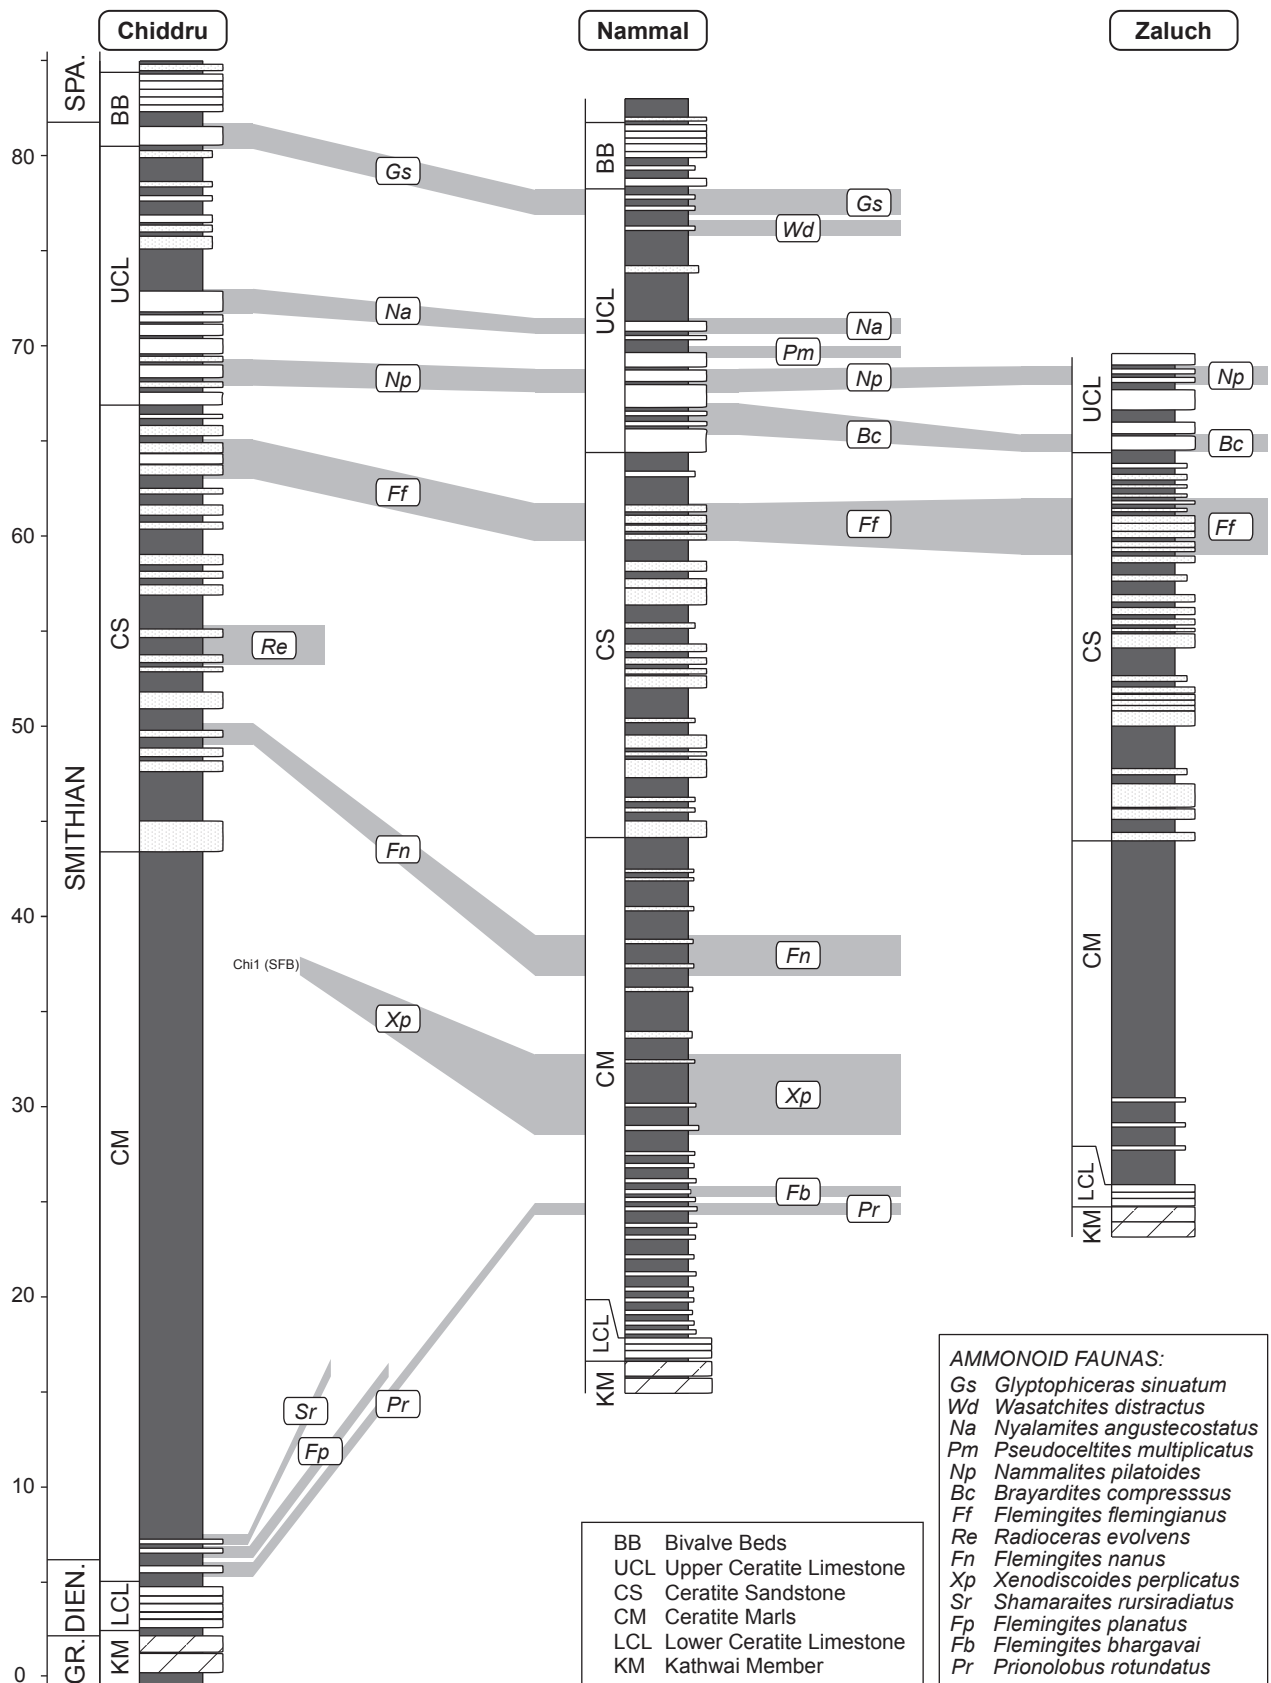 Chiddru
Nammal
Zaluch
80
70
60
50
40
30
20
10
0
SPA.
SMITHIAN
DIEN.
GR.
BB
UCL
CS
CM
LCL
KM
Gs
Na
Np
Ff
Re
Fn
Chi1 (SFB)
Xp
Sr
Fp
Pr
BB
UCL
CS
CM
LCL
KM
Gs
Wd
Na
Pm
Np
Bc
Ff
Fn
Xp
Fb
Pr
UCL
CS
CM
LCL
KM
Np
Bc
Ff
BB Bivalve Beds
UCL Upper Ceratite Limestone
CS Ceratite Sandstone
CM Ceratite Marls
LCL Lower Ceratite Limestone
KM Kathwai Member
AMMONOID FAUNAS:
Gs Glyptophiceras sinuatum
Wd Wasatchites distractus
Na Nyalamites angustecostatus
Pm Pseudoceltites multiplicatus
Np Nammalites pilatoides
Bc Brayardites compresssus
Ff Flemingites flemingianus
Re Radioceras evolvens
Fn Flemingites nanus
Xp Xenodiscoides perplicatus
Sr Shamaraites rursiradiatus
Fp Flemingites planatus
Fb Flemingites bhargavai
Pr Prionolobus rotundatus